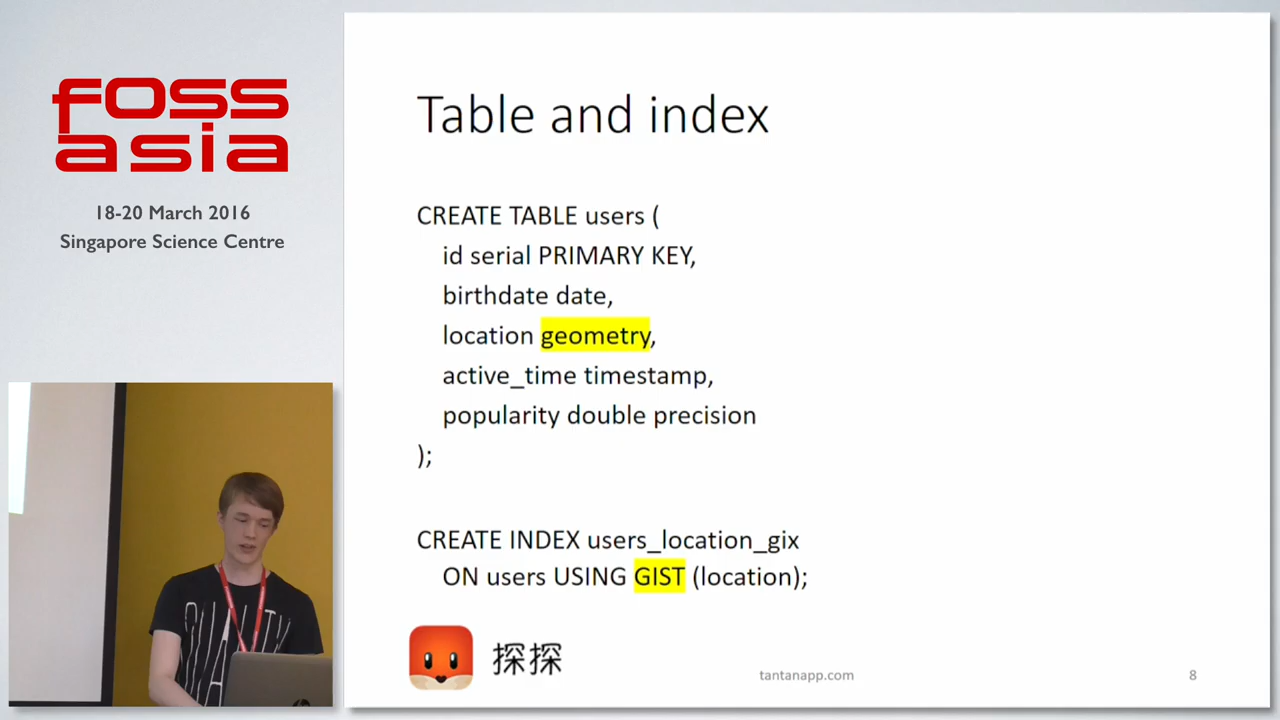 foss
asia
18-20 March 2016
Singapore Science Centre
Table and index
CREATE TABLE users (
id serial PRIMARY KEY,
birthdate date,
location geometry,
active_time timestamp,
popularity double precision
);
CREATE INDEX users_location_gix
ON users USING GIST (location);
探探
tantanapp.com
8